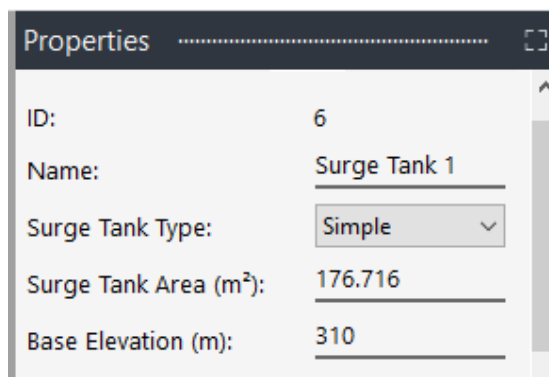 Properties
ID: 6
Name: Surge Tank 1
Surge Tank Type: Simple
Surge Tank Area (m²): 176.716
Base Elevation (m): 310